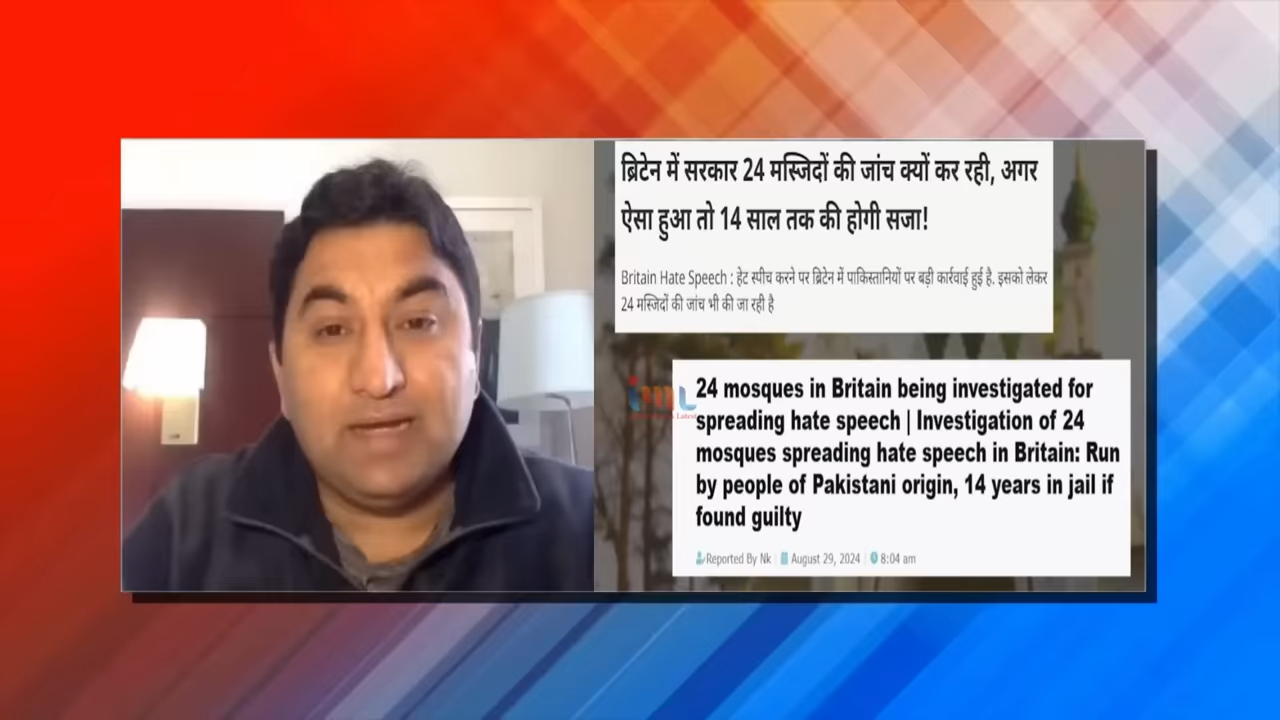 ब्रिटेन में सरकार 24 मस्जिदों की जांच क्यों कर रही, अगर
ऐसा हुआ तो 14 साल तक की होगी सजा!
Britain Hate Speech : हेट स्पीच करने पर ब्रिटेन में पाकिस्तानियों पर बड़ी कार्रवाई हुई है. इसको लेकर
24 मस्जिदों की जांच भी की जा रही है
24 mosques in Britain being investigated for
spreading hate speech | Investigation of 24
mosques spreading hate speech in Britain: Run
by people of Pakistani origin, 14 years in jail if
found guilty
Reported By Nk | August 29, 2024 | 8:04 am